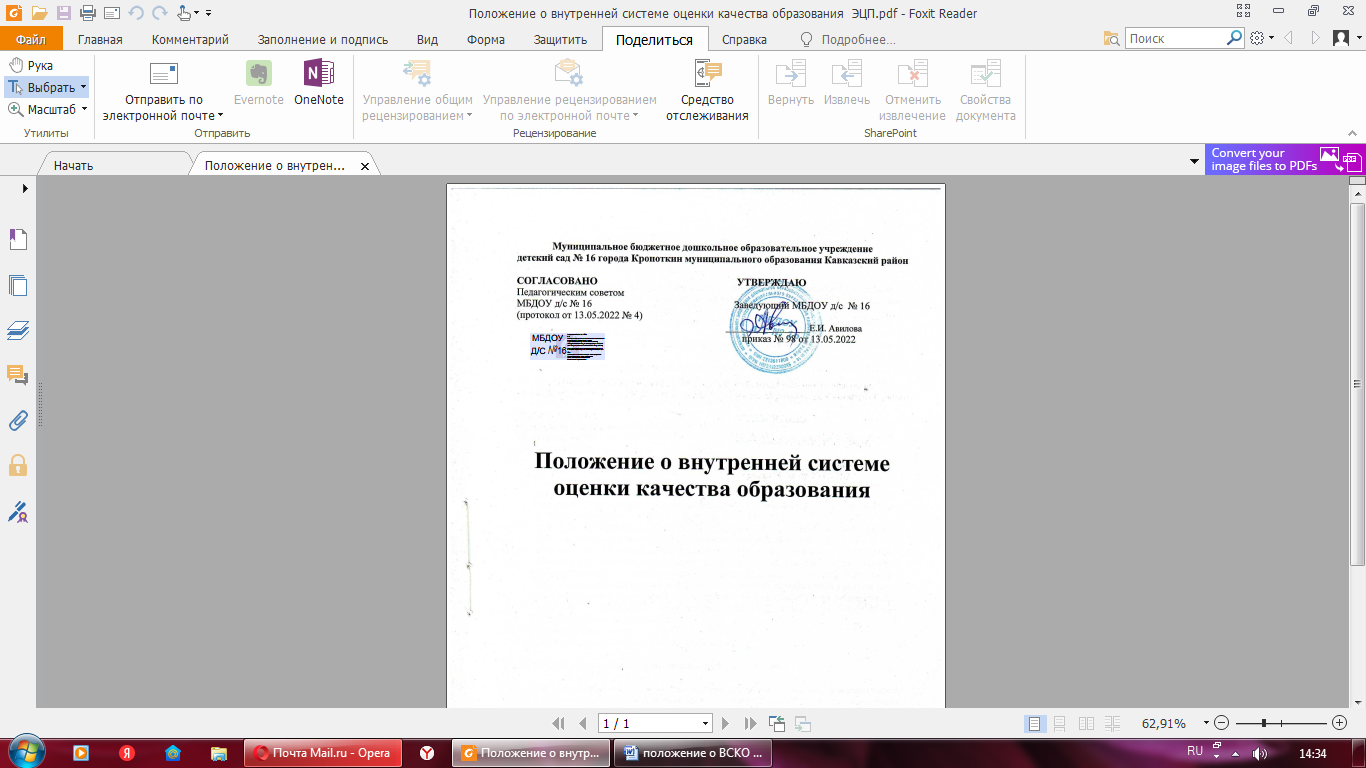 Положение о внутренней системе оценки качества образования ЭЦП.pdf - Foxit Reader
Файл Главная Комментарий Заполнение и подпись Вид Форма Защитить Поделиться Справка Подробнее... Поиск
Рука
Выбрать
Масштаб
Утилиты
Отправить по
электронной почте
Evernote
OneNote
Отправить
Управление общим
рецензированием
Управление рецензированием
по электронной почте
Средство
отслеживания
Рецензирование
Вернуть
Извлечь
Отменить
извлечение
Свойства
документа
SharePoint
Начать
Положение о внутрен...
Convert your
image files to PDFs
PDF
Муниципальное бюджетное дошкольное образовательное учреждение
детский сад № 16 города Кропоткин муниципального образования Кавказский район
СОГЛАСОВАНО
Педагогическим советом
МБДОУ д/с № 16
(протокол от 13.05.2022 № 4)
МБДОУ
Д/С №16
УТВЕРЖДАЮ
Заведующий МБДОУ д/с № 16
Е.И. Авилова
приказ № 98 от 13.05.2022
Положение о внутренней системе
оценки качества образования
1 / 1
62,91%
Почта Mail.ru - Opera
Положение о внутр...
положение о ВСКО ...
RU
14:34